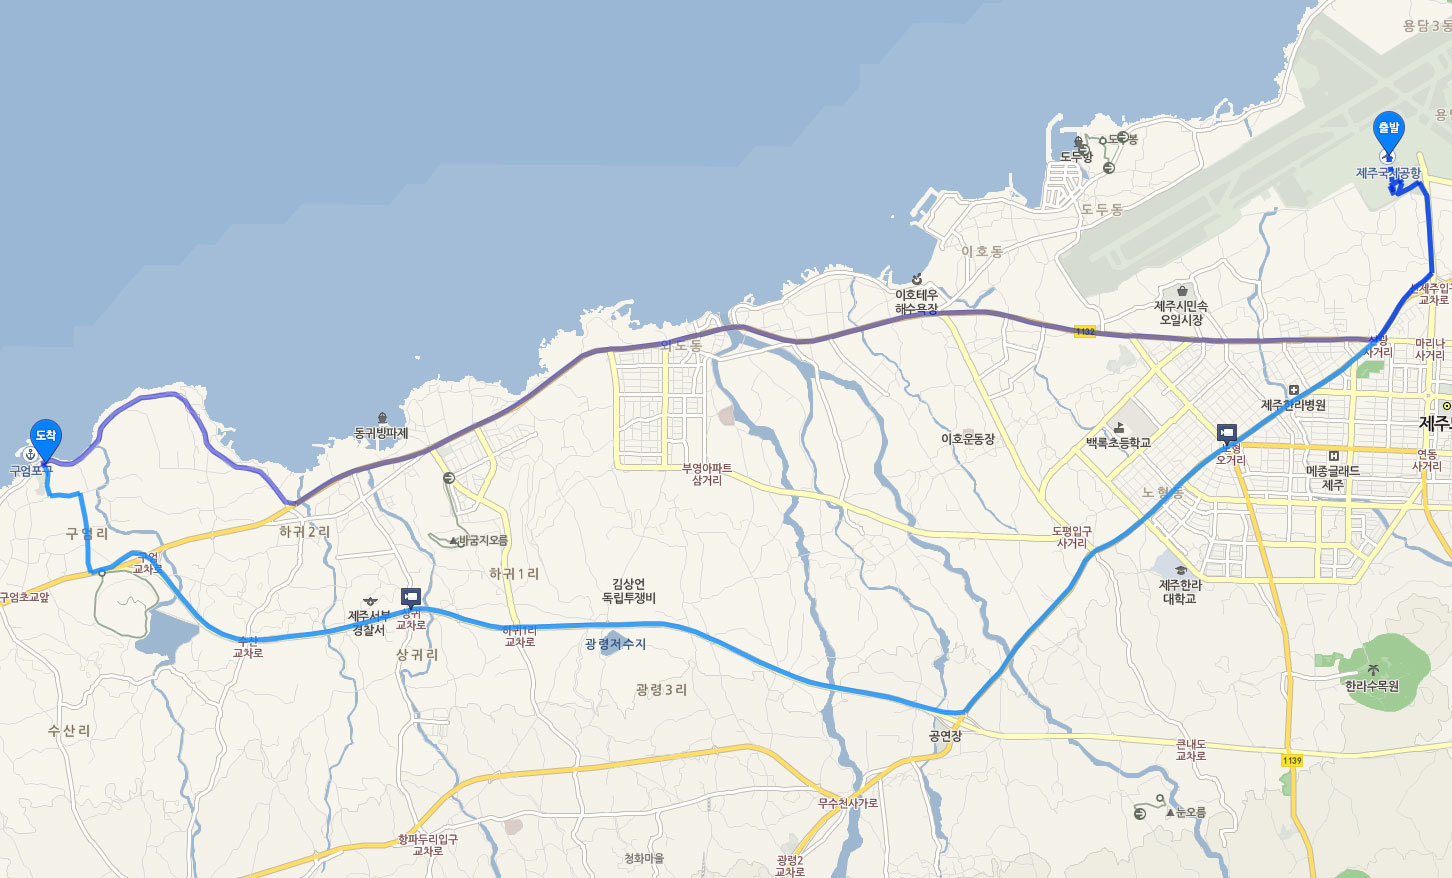 용담3동
출발
제주국제공항
도두항
도두봉
도두동
이호동
이호테우
해수욕장
제주시민속
오일시장
교차로
1132
사거리
마리나
사거리
외도동
제주한라병원
도착
구엄포구
동귀방파제
이호운동장
백록초등학교
오거리
메종글래드
제주
연동
사거리
부영아파트
삼거리
노형동
구엄리
하귀2리
바굼지오름
도평입구
사거리
구엄
교차로
하귀1리
김상언
독립투쟁비
제주한라
대학교
구엄초교앞
제주서부
경찰서
상귀
교차로
하귀1리
교차로
수산
교차로
광령저수지
상귀리
광령3리
한라수목원
수산리
공연장
큰내도
교차로
1139
무수천사가로
눈오름
항파두리입구
교차로
청화마을
광령2
교차로